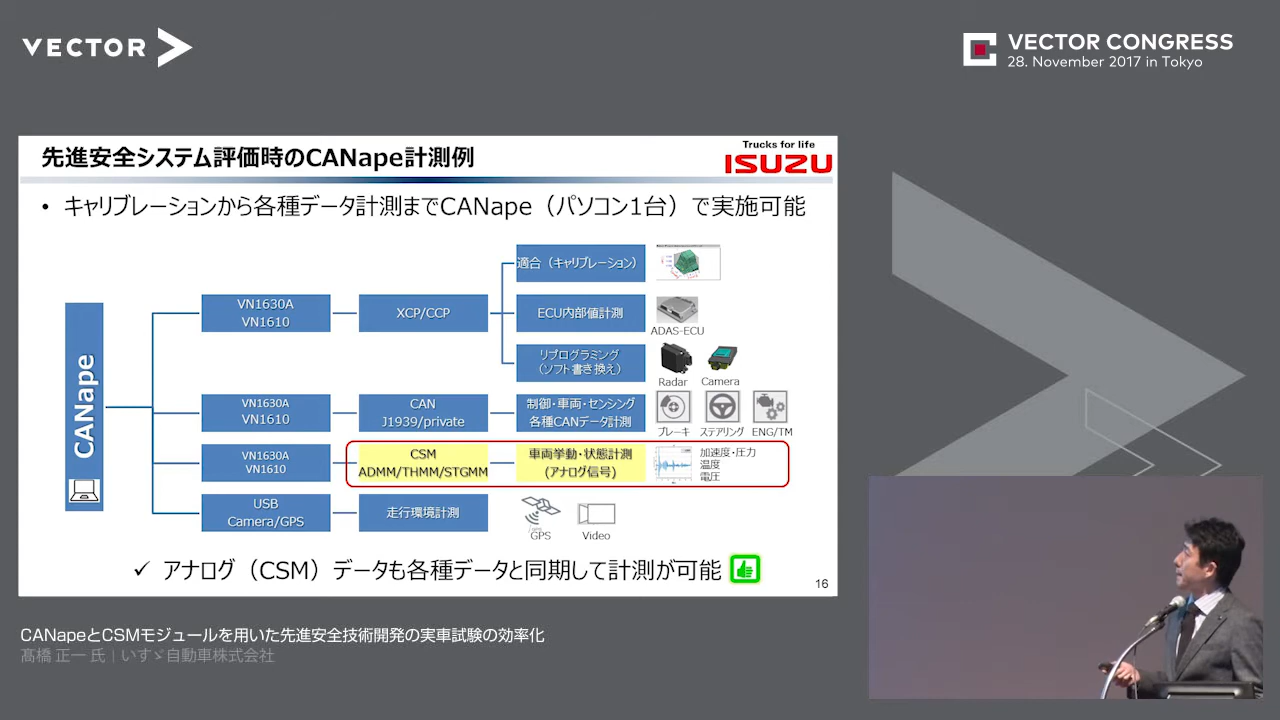 VECTOR
VECTOR CONGRESS
28. November 2017 in Tokyo
先進安全システム評価時のCANape計測例
Trucks for life
ISUZU
• キャリブレーションから各種データ計測までCANape（パソコン1台）で実施可能
CANape
VN1630A
VN1610
XCP/CCP
適合（キャリブレーション）
ECU内部値計測
ADAS-ECU
リプログラミング
（ソフト書き換え）
Radar
Camera
VN1630A
VN1610
CAN
J1939/private
制御・車両・センシング
各種CANデータ計測
ブレーキ
ステアリング
ENG/TM
VN1630A
VN1610
CSM
ADMM/THMM/STGMM
車両挙動・状態計測
(アナログ信号)
加速度・圧力
温度
電圧
USB
Camera/GPS
走行環境計測
GPS
Video
✓ アナログ（CSM）データも各種データと同期して計測が可能
16
CANapeとCSMモジュールを用いた先進安全技術開発の実車試験の効率化
髙橋 正一 氏 | いすゞ自動車株式会社